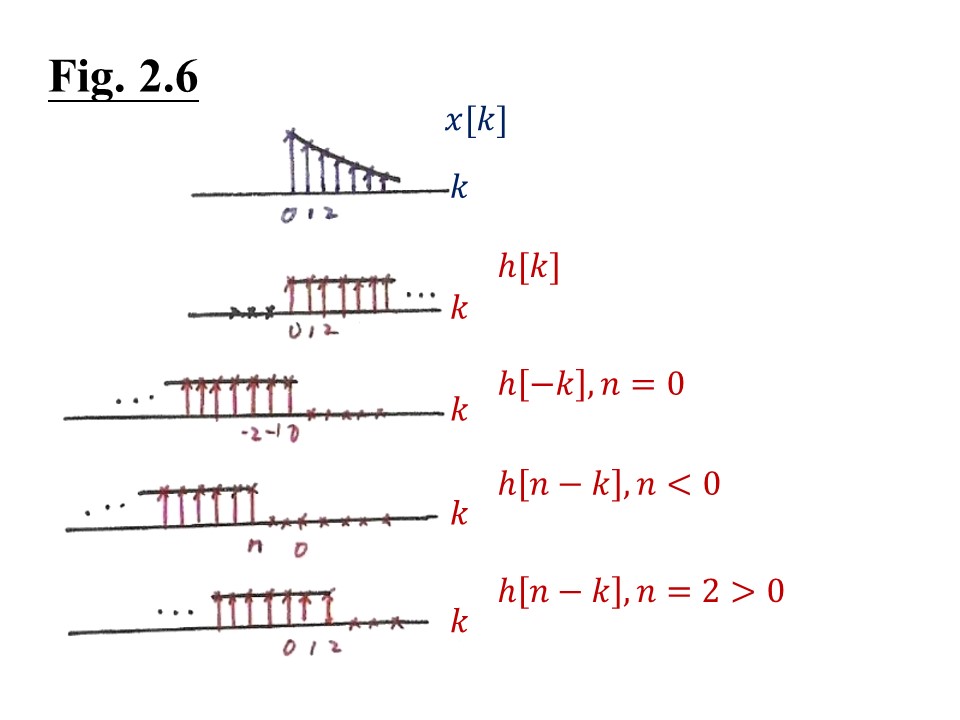 Fig. 2.6
x[k]
k
0 1 2
h[k]
...
k
0 1 2
h[−k], n = 0
...
k
-2 -1 0
h[n − k], n < 0
...
k
n 0
h[n − k], n = 2 > 0
...
k
0 1 2